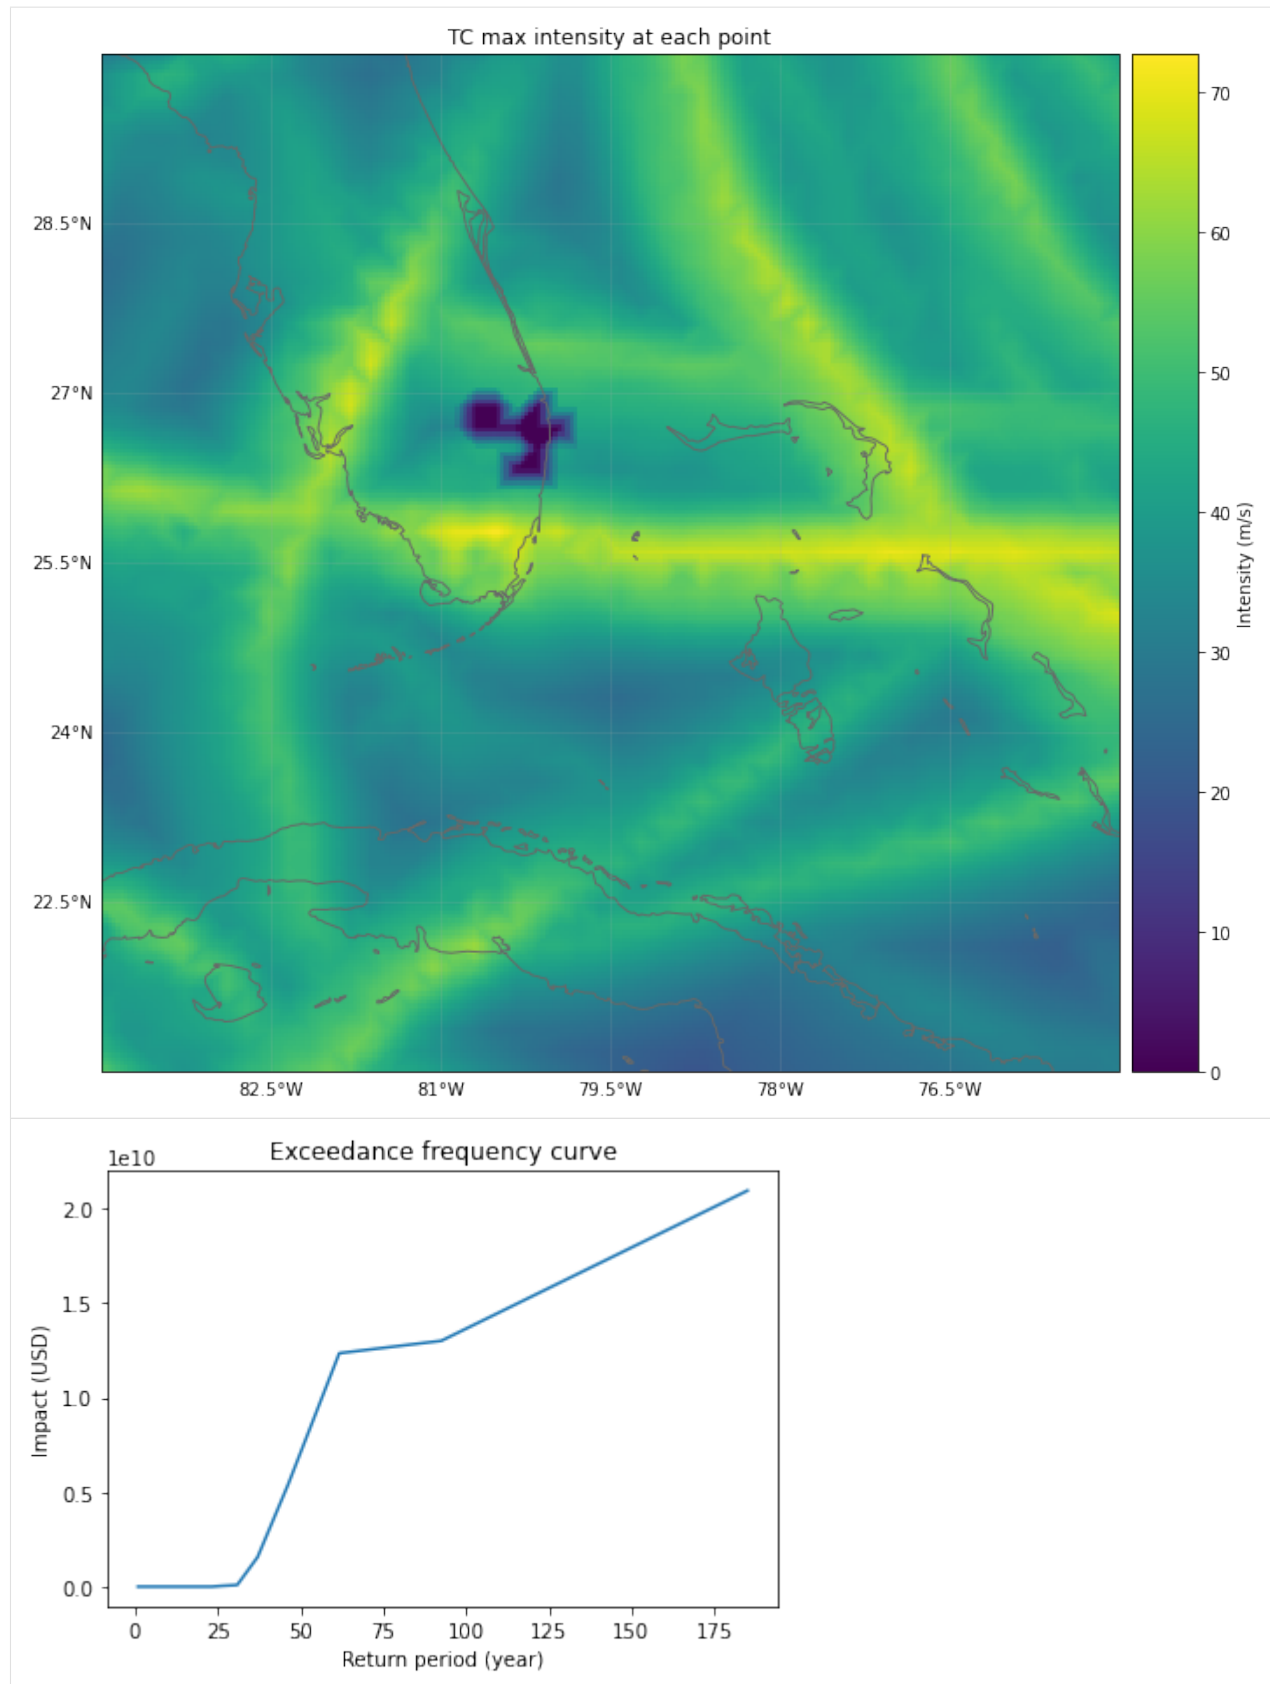 TC max intensity at each point
28.5°N
27°N
25.5°N
24°N
22.5°N
82.5°W
81°W
79.5°W
78°W
76.5°W
70
60
50
40
30
20
10
0
Intensity (m/s)
Exceedance frequency curve
1e10
2.0
1.5
1.0
0.5
0.0
Impact (USD)
0
25
50
75
100
125
150
175
Return period (year)